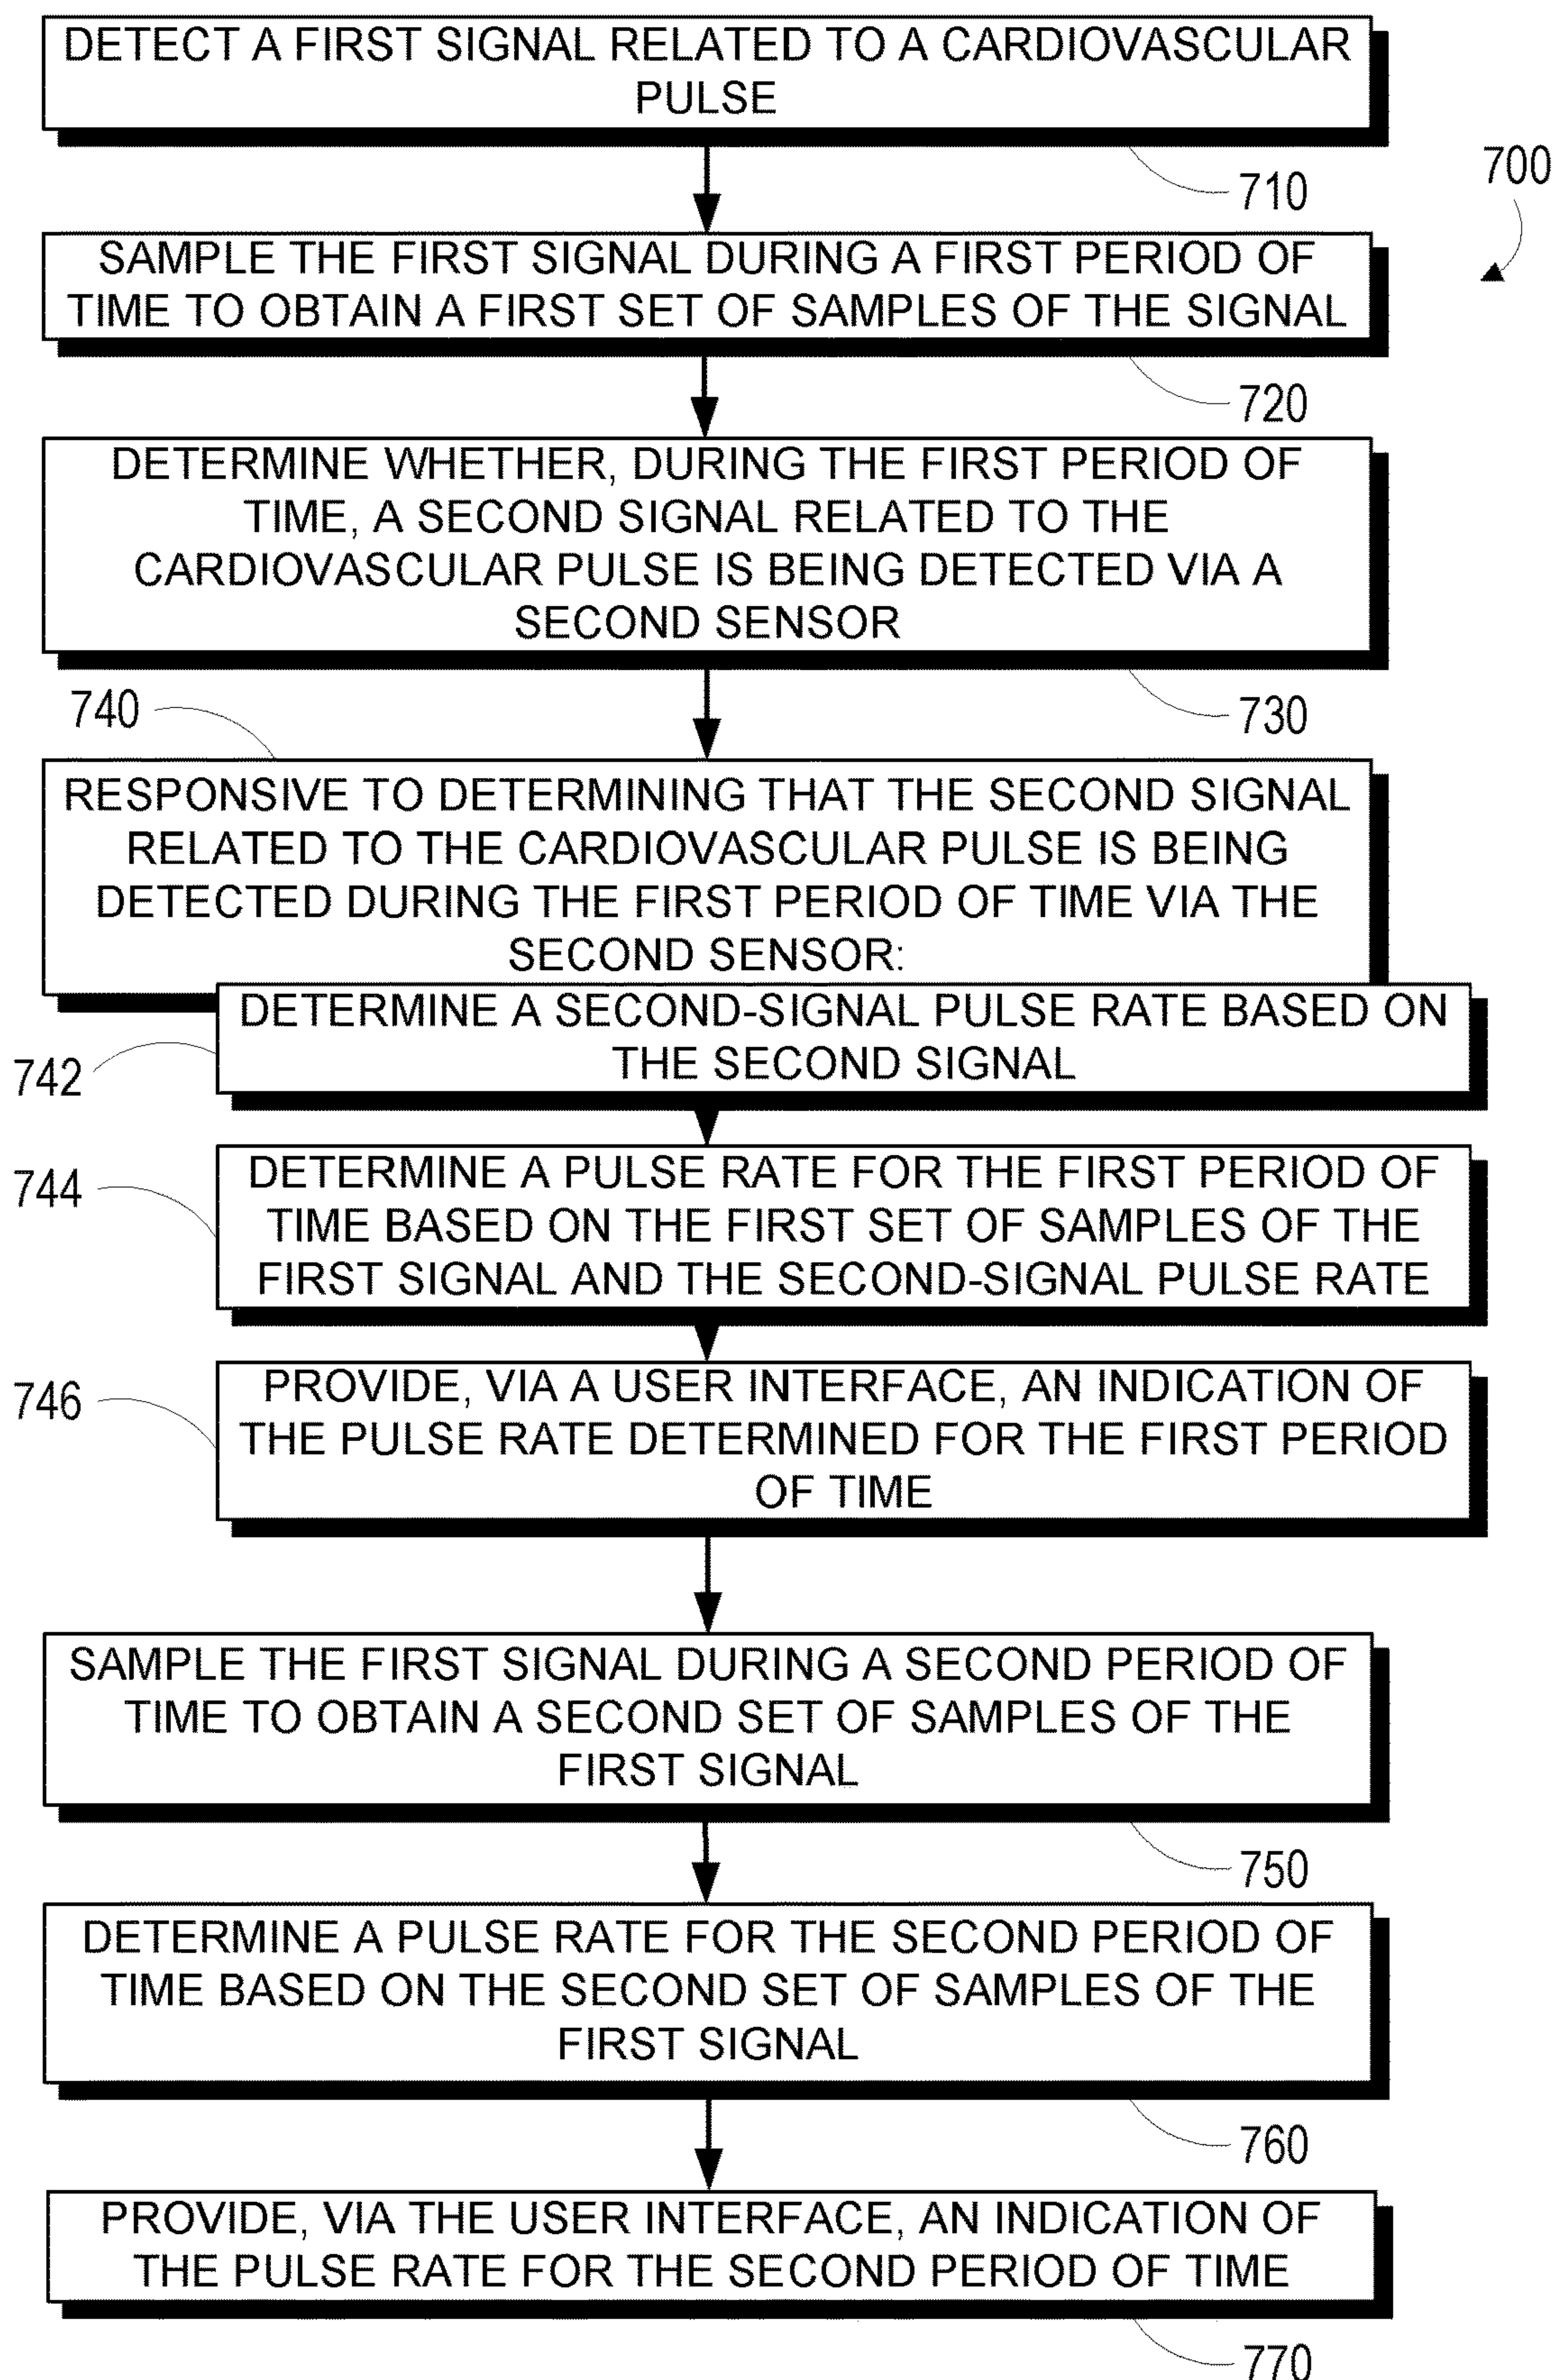 DETECT A FIRST SIGNAL RELATED TO A CARDIOVASCULAR
PULSE
710
700
SAMPLE THE FIRST SIGNAL DURING A FIRST PERIOD OF
TIME TO OBTAIN A FIRST SET OF SAMPLES OF THE SIGNAL
720
DETERMINE WHETHER, DURING THE FIRST PERIOD OF
TIME, A SECOND SIGNAL RELATED TO THE
CARDIOVASCULAR PULSE IS BEING DETECTED VIA A
SECOND SENSOR
730
740
RESPONSIVE TO DETERMINING THAT THE SECOND SIGNAL
RELATED TO THE CARDIOVASCULAR PULSE IS BEING
DETECTED DURING THE FIRST PERIOD OF TIME VIA THE
SECOND SENSOR:
742
DETERMINE A SECOND-SIGNAL PULSE RATE BASED ON
THE SECOND SIGNAL
744
DETERMINE A PULSE RATE FOR THE FIRST PERIOD OF
TIME BASED ON THE FIRST SET OF SAMPLES OF THE
FIRST SIGNAL AND THE SECOND-SIGNAL PULSE RATE
746
PROVIDE, VIA A USER INTERFACE, AN INDICATION OF
THE PULSE RATE DETERMINED FOR THE FIRST PERIOD
OF TIME
SAMPLE THE FIRST SIGNAL DURING A SECOND PERIOD OF
TIME TO OBTAIN A SECOND SET OF SAMPLES OF THE
FIRST SIGNAL
750
DETERMINE A PULSE RATE FOR THE SECOND PERIOD OF
TIME BASED ON THE SECOND SET OF SAMPLES OF THE
FIRST SIGNAL
760
PROVIDE, VIA THE USER INTERFACE, AN INDICATION OF
THE PULSE RATE FOR THE SECOND PERIOD OF TIME
770